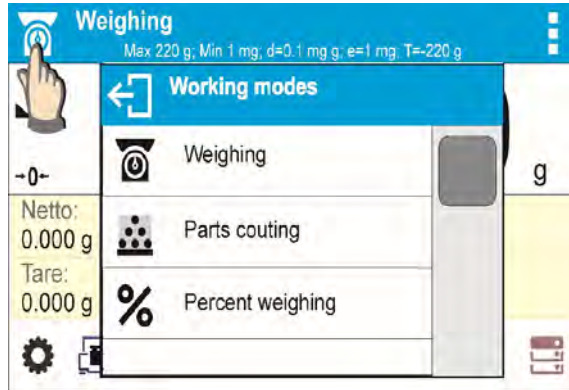 Weighing
Max 220 g; Min 1 mg; d=0.1 mg g; e=1 mg; T=-220 g
Working modes
Weighing
→0← g
Netto:
0.000 g
Parts couting
Tare:
0.000 g
% Percent weighing